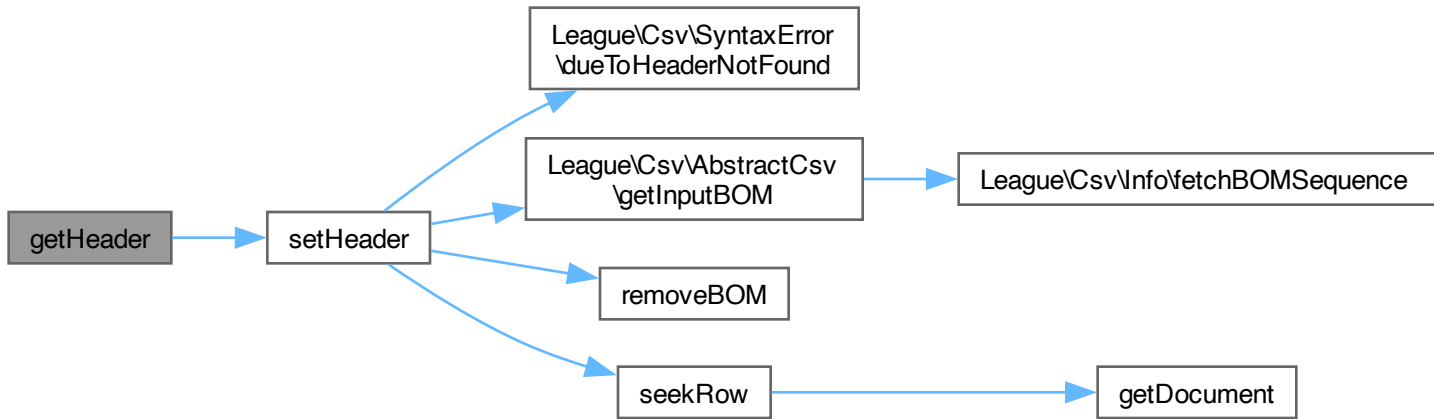 League\Csv\SyntaxError
\dueToHeaderNotFound
League\Csv\AbstractCsv
\getInputBOM
League\Csv\Info\fetchBOMSequence
getHeader
setHeader
removeBOM
seekRow
getDocument